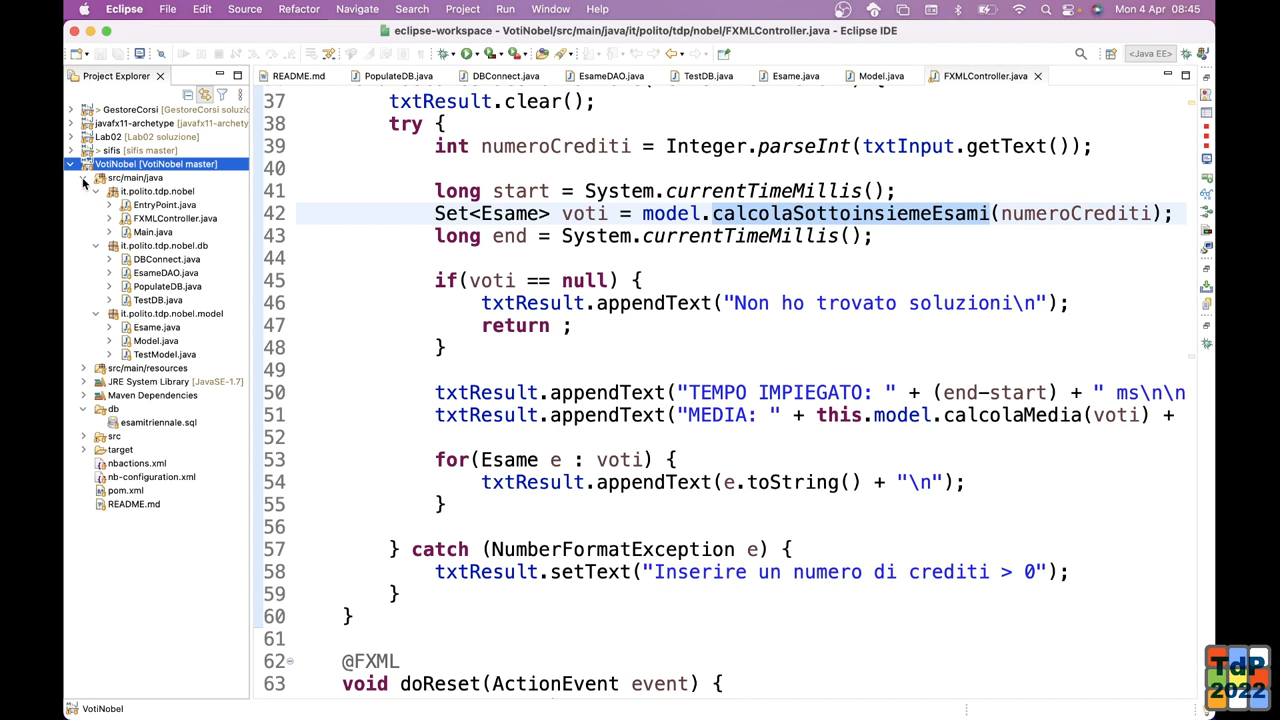 Eclipse File Edit Source Refactor Navigate Search Project Run Window Help Mon 4 Apr 08:45
eclipse-workspace - VotiNobel/src/main/java/it/polito/tdp/nobel/FXMLController.java - Eclipse IDE
<Java EE>
Project Explorer
README.md PopulateDB.java DBConnect.java EsameDAO.java TestDB.java Esame.java Model.java FXMLController.java
> GestoreCorsi [GestoreCorsi soluzio
javafx11-archetype [javafx11-archety
Lab02 [Lab02 soluzione]
> sifis [sifis master]
VotiNobel [VotiNobel master]
src/main/java
it.polito.tdp.nobel
EntryPoint.java
FXMLController.java
Main.java
it.polito.tdp.nobel.db
DBConnect.java
EsameDAO.java
PopulateDB.java
TestDB.java
it.polito.tdp.nobel.model
Esame.java
Model.java
TestModel.java
src/main/resources
JRE System Library [JavaSE-1.7]
Maven Dependencies
db
esamitriennale.sql
src
target
nbactions.xml
nb-configuration.xml
pom.xml
README.md
37 txtResult.clear();
38 try {
39 int numeroCrediti = Integer.parseInt(txtInput.getText());
40
41 long start = System.currentTimeMillis();
42 Set<Esame> voti = model.calcolaSottoinsiemeEsami(numeroCrediti);
43 long end = System.currentTimeMillis();
44
45 if(voti == null) {
46 txtResult.appendText("Non ho trovato soluzioni\n");
47 return ;
48 }
49
50 txtResult.appendText("TEMPO IMPIEGATO: " + (end-start) + " ms\n\n
51 txtResult.appendText("MEDIA: " + this.model.calcolaMedia(voti) +
52
53 for(Esame e : voti) {
54 txtResult.appendText(e.toString() + "\n");
55 }
56
57 } catch (NumberFormatException e) {
58 txtResult.setText("Inserire un numero di crediti > 0");
59 }
60 }
61
62 @FXML
63 void doReset(ActionEvent event) {
VotiNobel
TdP
2022